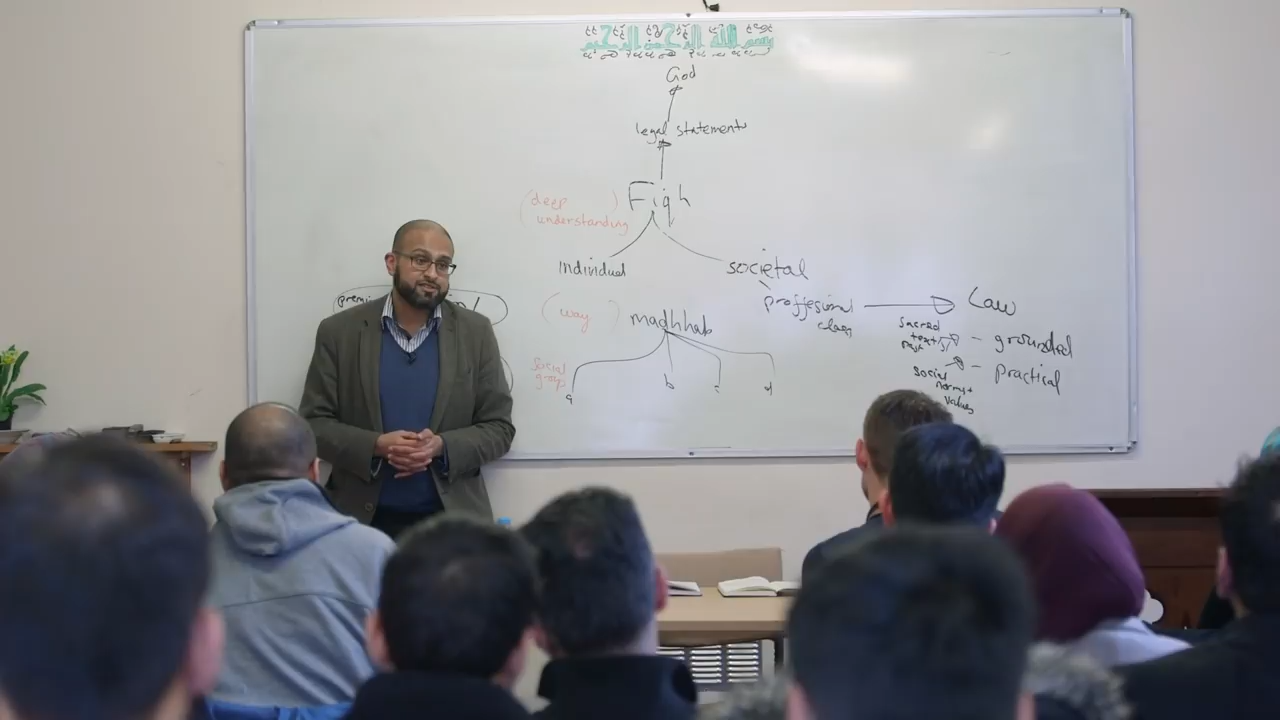 بسم الله الرحمن الرحيم
God
legal statements
Fiqh
(deep
understanding)
individual
societal
proffesional
class
Law
sacred
text
- grounded
- practical
social
norms +
values
(way)
madhhab
social
group
a
b
c
d